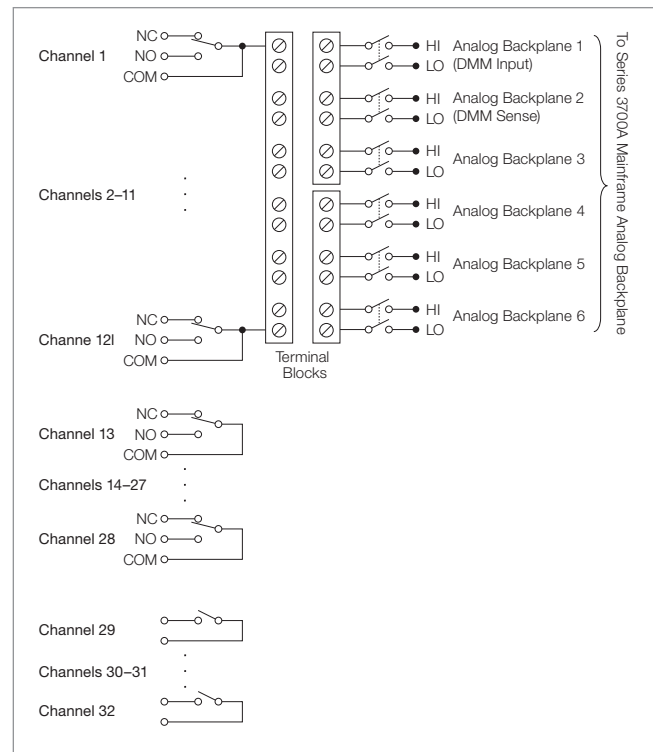 NC
Channel 1
NO
COM
HI Analog Backplane 1
LO (DMM Input)
HI Analog Backplane 2
LO (DMM Sense)
HI
Analog Backplane 3
LO
Channels 2–11
HI
Analog Backplane 4
LO
HI
Analog Backplane 5
LO
HI
Analog Backplane 6
LO
To Series 3700A Mainframe Analog Backplane
NC
Channe 12l
NO
COM
Terminal
Blocks
NC
Channel 13
NO
COM
Channels 14–27
NC
Channel 28
NO
COM
Channel 29
Channels 30–31
Channel 32